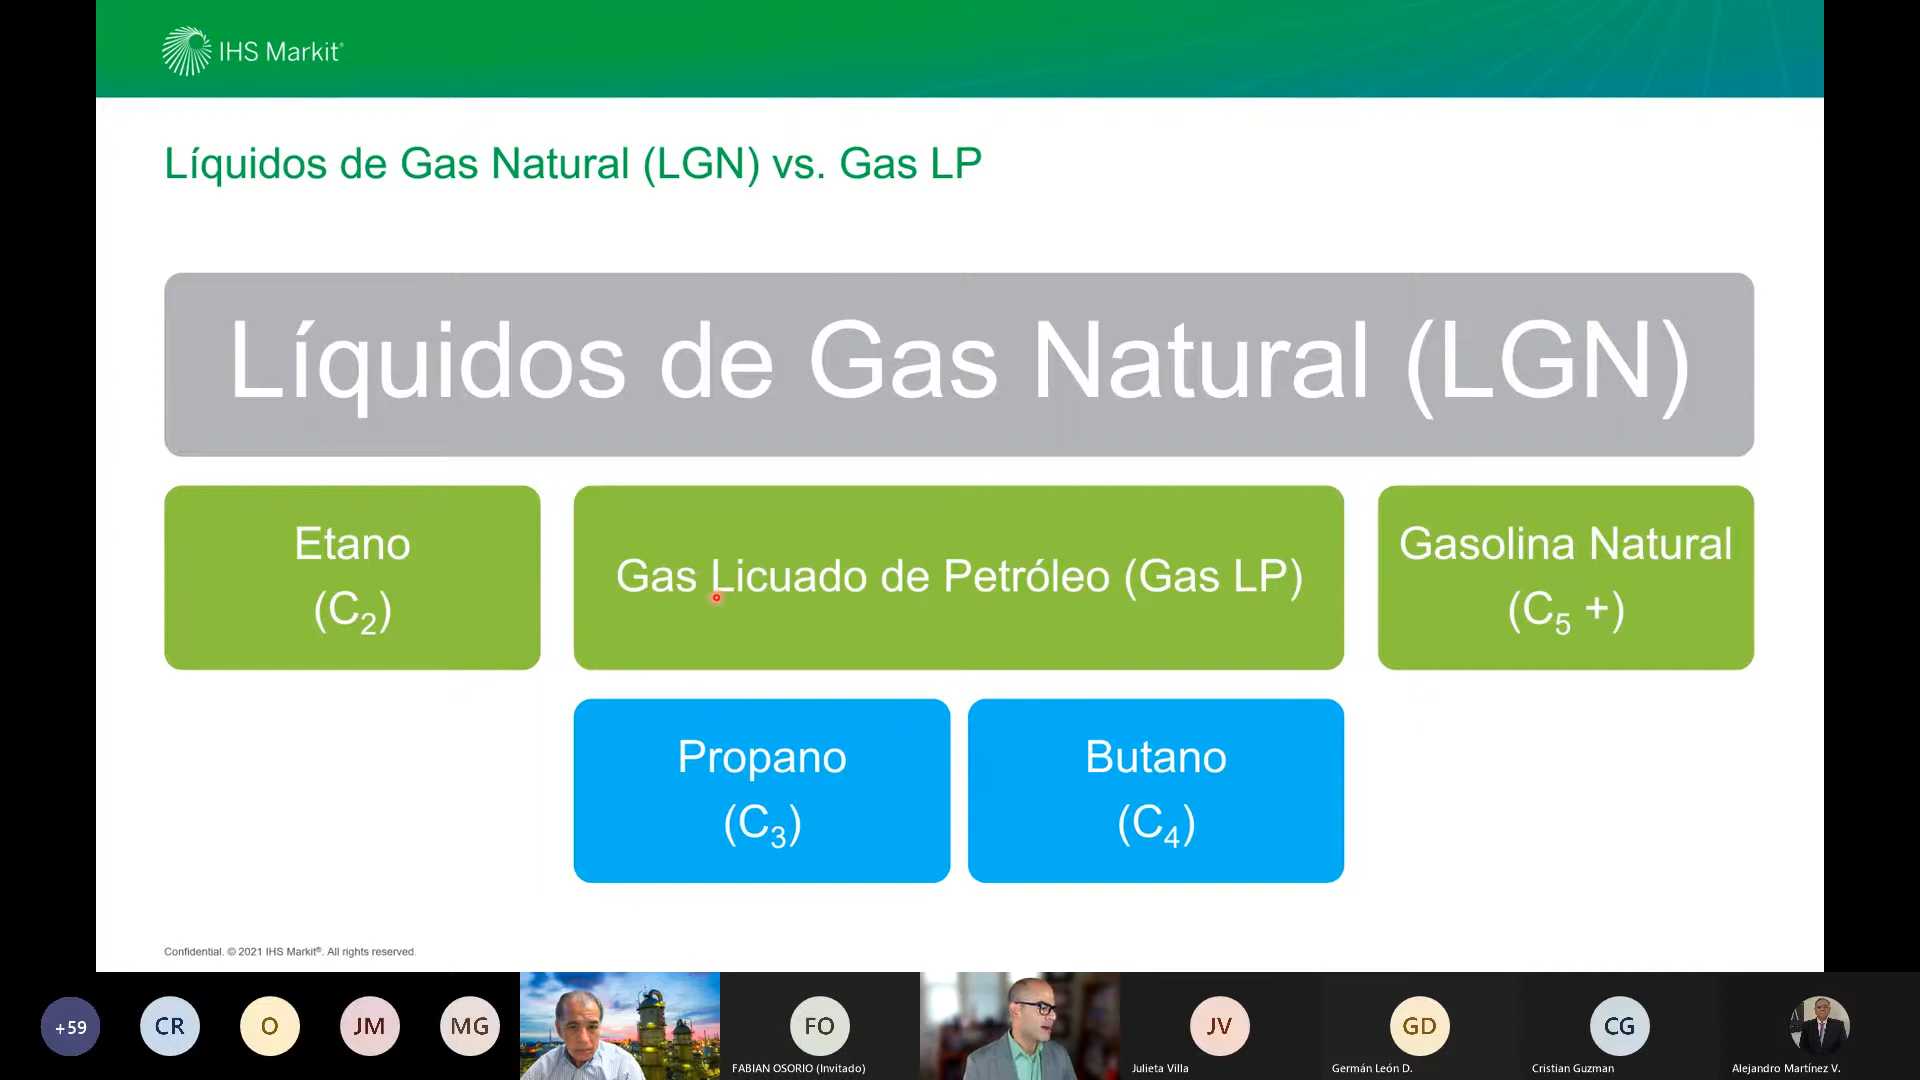 IHS Markit®
Líquidos de Gas Natural (LGN) vs. Gas LP
Líquidos de Gas Natural (LGN)
Etano
(C₂)
Gas Licuado de Petróleo (Gas LP)
Gasolina Natural
(C₅ +)
Propano
(C₃)
Butano
(C₄)
Confidential. © 2021 IHS Markit®. All rights reserved.
+59
CR
O
JM
MG
FO
FABIAN OSORIO (Invitado)
JV
Julieta Villa
GD
Germán León D.
CG
Cristian Guzman
Alejandro Martínez V.